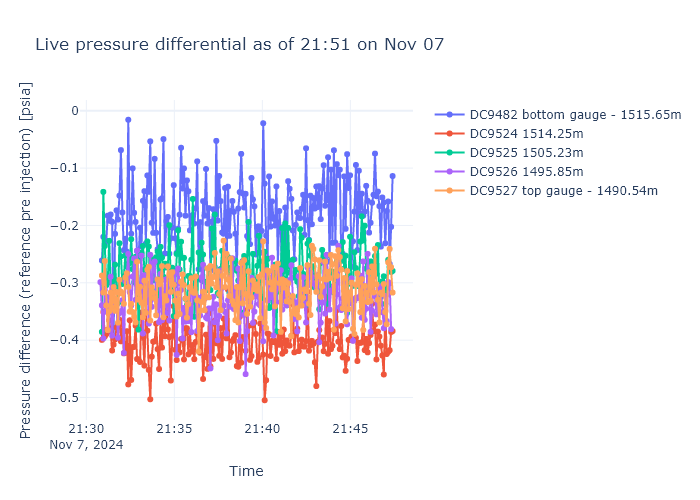 Live pressure differential as of 21:51 on Nov 07
Pressure difference (reference pre injection) [psia]
0
−0.1
−0.2
−0.3
−0.4
−0.5
21:30
Nov 7, 2024
21:35
21:40
21:45
Time
DC9482 bottom gauge - 1515.65m
DC9524 1514.25m
DC9525 1505.23m
DC9526 1495.85m
DC9527 top gauge - 1490.54m